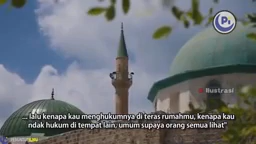 Ilustrasi
... lalu kenapa kau menghukumnya di teras rumahmu, kenapa kau
ndak hukum di tempat lain, umum supaya orang semua lihat"